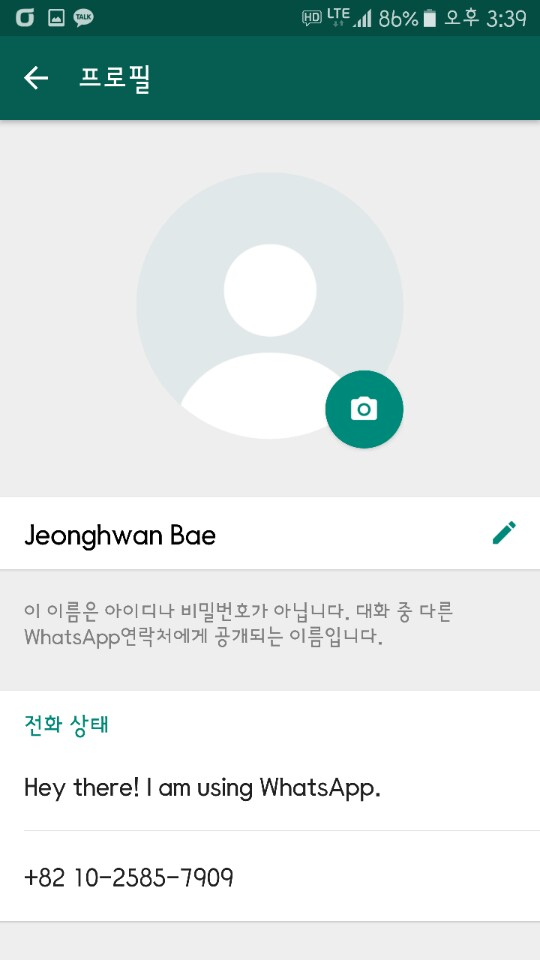 TALK HD LTE 86% 오후 3:39
프로필
Jeonghwan Bae
이 이름은 아이디나 비밀번호가 아닙니다. 대화 중 다른
WhatsApp연락처에게 공개되는 이름입니다.
전화 상태
Hey there! I am using WhatsApp.
+82 10-2585-7909